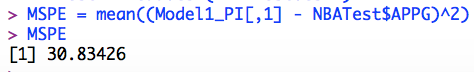 > MSPE = mean((Model1_PI[,1] - NBATest$APPG)^2)
> MSPE
[1] 30.83426